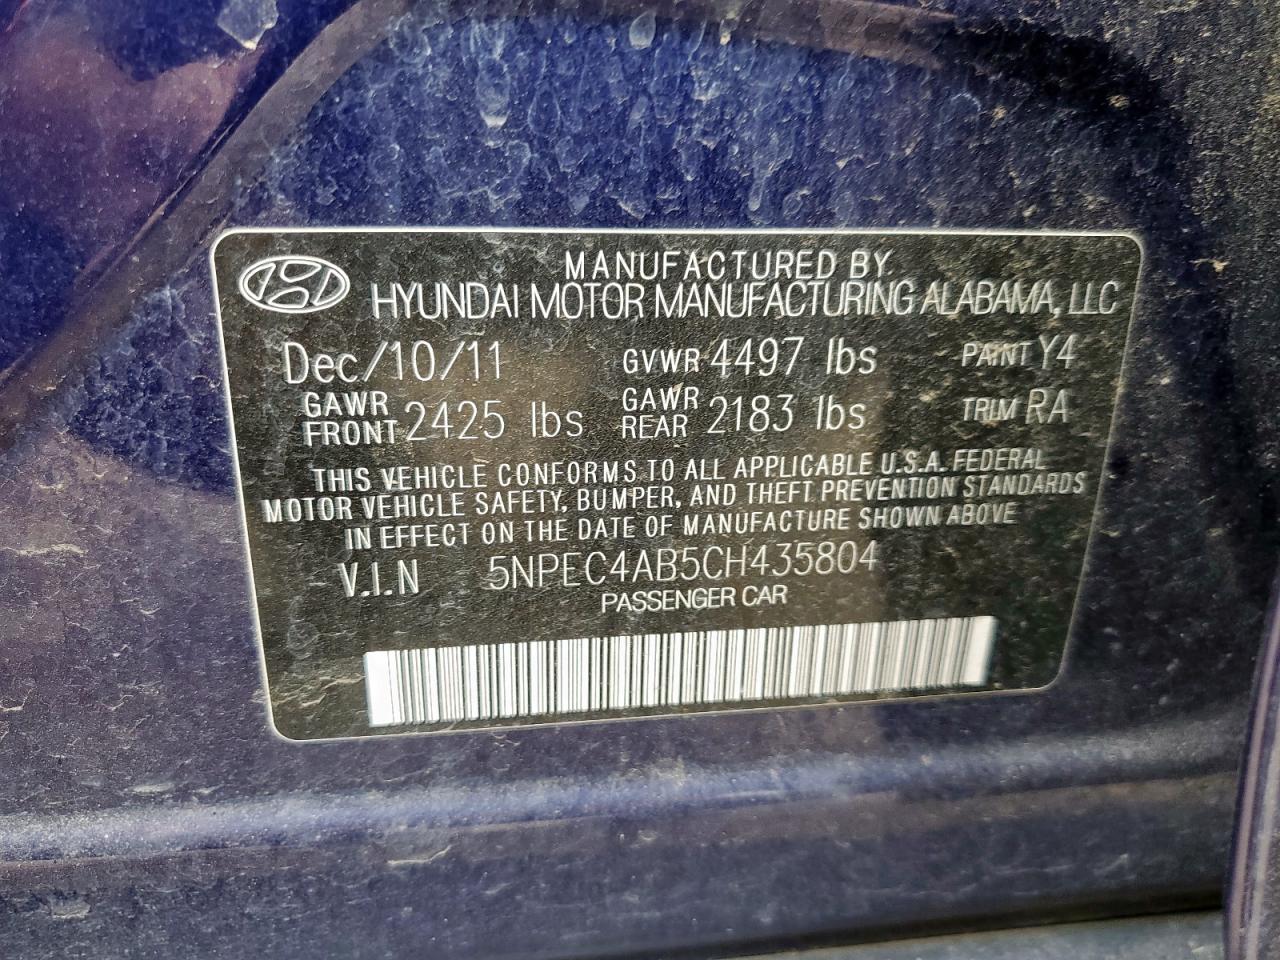 MANUFACTURED BY
HYUNDAI MOTOR MANUFACTURING ALABAMA, LLC
Dec/10/11 GVWR 4497 lbs PAINT Y4
GAWR FRONT 2425 lbs GAWR REAR 2183 lbs TRIM RA
THIS VEHICLE CONFORMS TO ALL APPLICABLE U.S.A. FEDERAL
MOTOR VEHICLE SAFETY, BUMPER, AND THEFT PREVENTION STANDARDS
IN EFFECT ON THE DATE OF MANUFACTURE SHOWN ABOVE
V.I.N 5NPEC4AB5CH435804
PASSENGER CAR